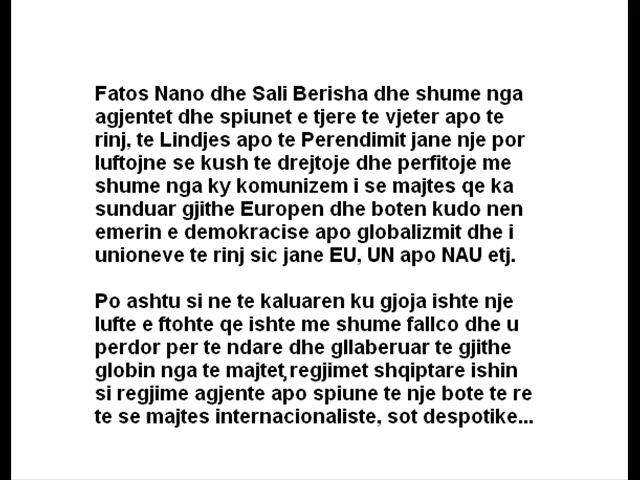 Fatos Nano dhe Sali Berisha dhe shume nga
agjentet dhe spiunet e tjere te vjeter apo te
rinj, te Lindjes apo te Perendimit jane nje por
luftojne se kush te drejtoje dhe perfitoje me
shume nga ky komunizem i se majtes qe ka
sunduar gjithe Europen dhe boten kudo nen
emerin e demokracise apo globalizmit dhe i
unioneve te rinj sic jane EU, UN apo NAU etj.

Po ashtu si ne te kaluaren ku gjoja ishte nje
lufte e ftohte qe ishte me shume fallco dhe u
perdor per te ndare dhe gllaberuar te gjithe
globin nga te majtet,regjimet shqiptare ishin
si regjime agjente apo spiune te nje bote te re
te se majtes internacionaliste, sot despotike...